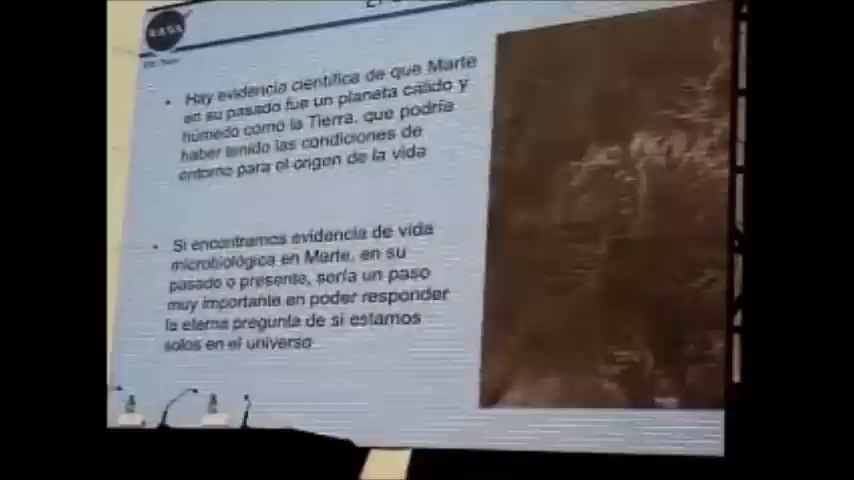 NASA
• Hay evidencia científica de que Marte
en su pasado fue un planeta cálido y
húmedo como la Tierra, que podría
haber tenido las condiciones de
entorno para el origen de la vida
• Si encontramos evidencia de vida
microbiológica en Marte, en su
pasado o presente, sería un paso
muy importante en poder responder
la eterna pregunta de si estamos
solos en el universo